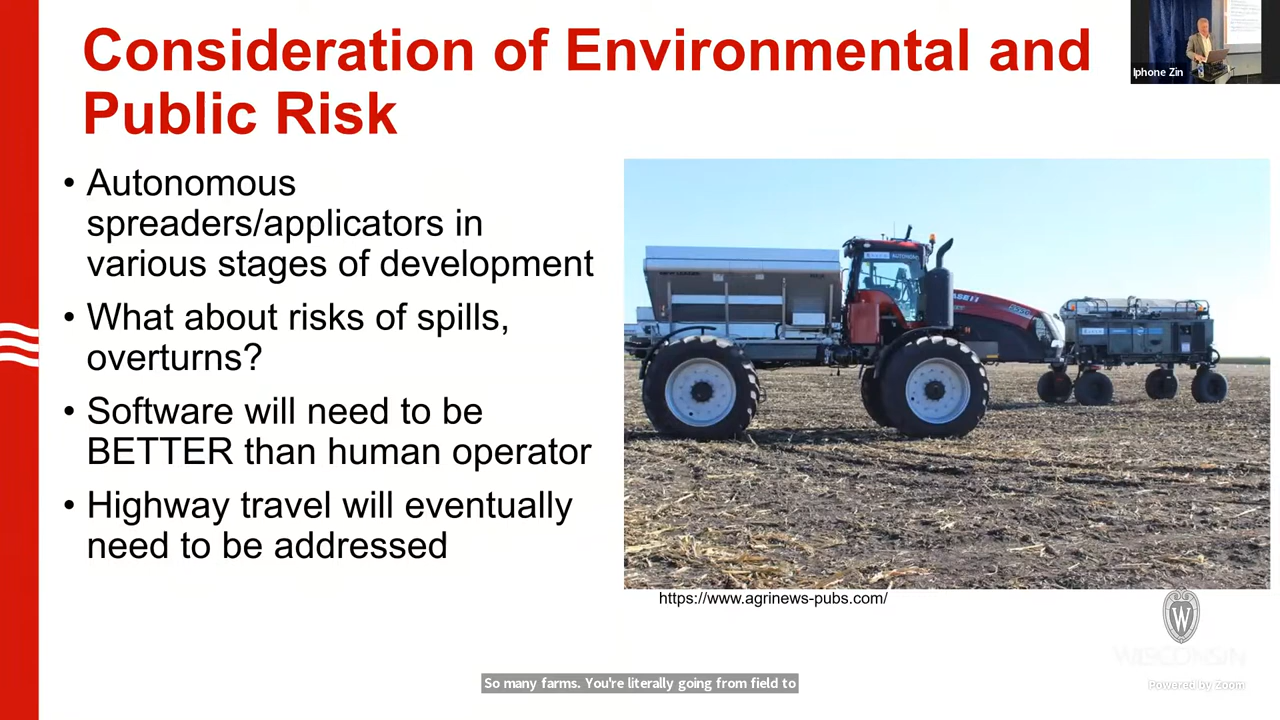 Consideration of Environmental and
Public Risk
Iphone Zin
• Autonomous
spreaders/applicators in
various stages of development
• What about risks of spills,
overturns?
• Software will need to be
BETTER than human operator
• Highway travel will eventually
need to be addressed
https://www.agrinews-pubs.com/
W
WISCONSIN
So many farms. You're literally going from field to
Powered by Zoom